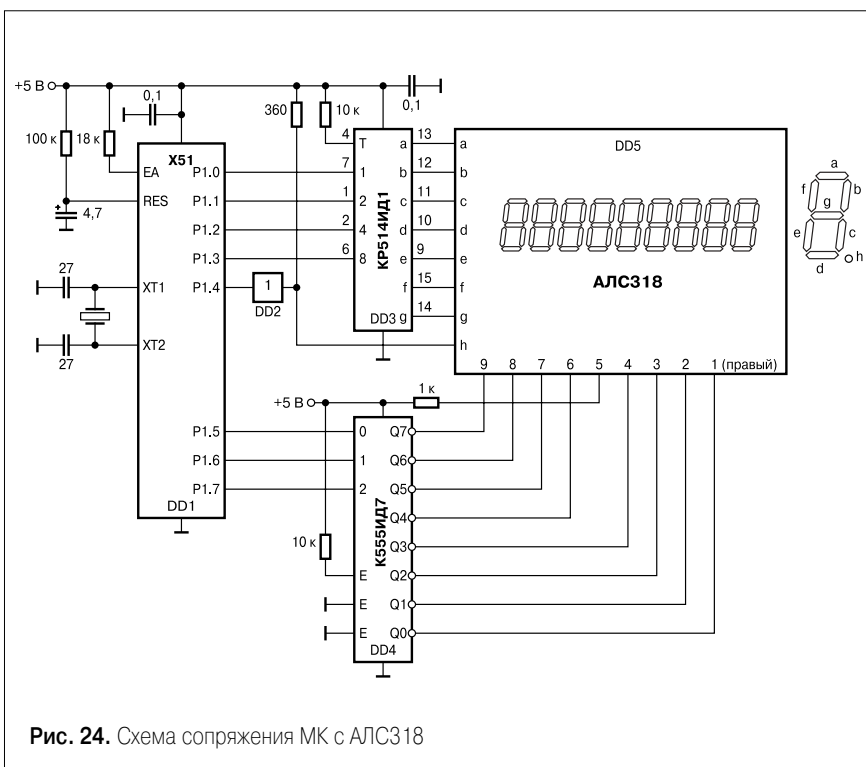 +5 В
0,1
100 к
18 к
360
10 к
0,1
X51
EA
RES
4,7
27
XT1
XT2
27
P1.0
P1.1
P1.2
P1.3
P1.4
P1.5
P1.6
P1.7
DD1
1
DD2
4
7
1
2
6
T
1
2
4
8
КР514ИД1
a
b
c
d
e
f
g
DD3
13
12
11
10
9
15
14
a
b
c
d
e
f
g
h
DD5
АЛС318
9 8 7 6 5 4 3 2 1 (правый)
a
f b
g
e c
d h
+5 В
1 к
10 к
0
1
2
E
E
E
К555ИД7
Q7
Q6
Q5
Q4
Q3
Q2
Q1
Q0
DD4
Рис. 24. Схема сопряжения МК с АЛС318